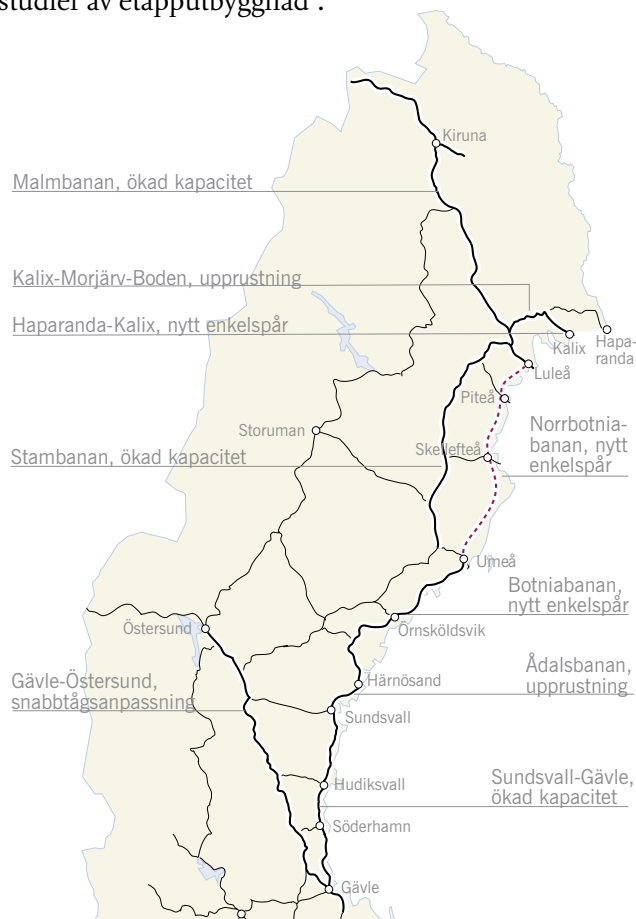 studier av etapputbyggnad .
Kiruna
Malmbanan, ökad kapacitet
Kalix-Morjärv-Boden, upprustning
Haparanda-Kalix, nytt enkelspår
Kalix
Hapa-
randa
Luleå
Piteå
Storuman
Skellefteå
Norrbotnia-
banan, nytt
enkelspår
Stambanan, ökad kapacitet
Umeå
Botniabanan,
nytt enkelspår
Örnsköldsvik
Östersund
Ådalsbanan,
upprustning
Gävle-Östersund,
snabbtågsanpassning
Härnösand
Sundsvall
Hudiksvall
Sundsvall-Gävle,
ökad kapacitet
Söderhamn
Gävle